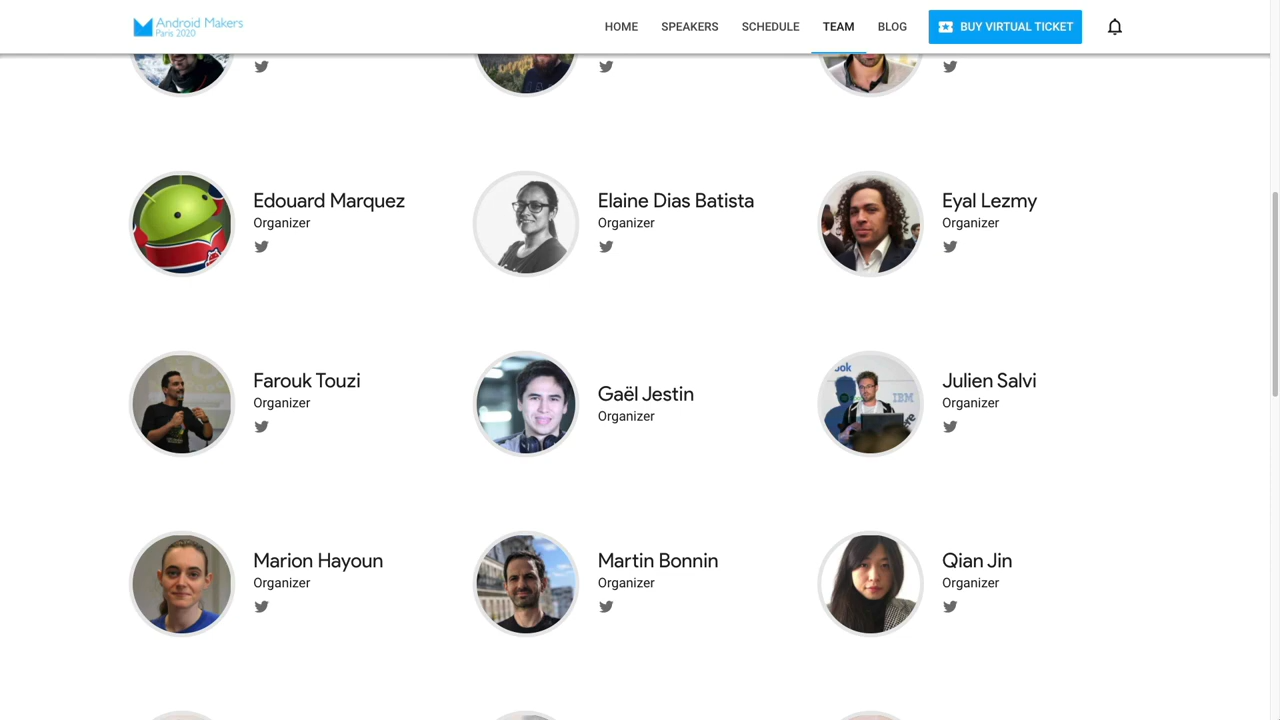 Android Makers
Paris 2020
HOME
SPEAKERS
SCHEDULE
TEAM
BLOG
BUY VIRTUAL TICKET
Edouard Marquez
Organizer
Elaine Dias Batista
Organizer
Eyal Lezmy
Organizer
Farouk Touzi
Organizer
Gaël Jestin
Organizer
ook
IBM
Julien Salvi
Organizer
Marion Hayoun
Organizer
Martin Bonnin
Organizer
Qian Jin
Organizer